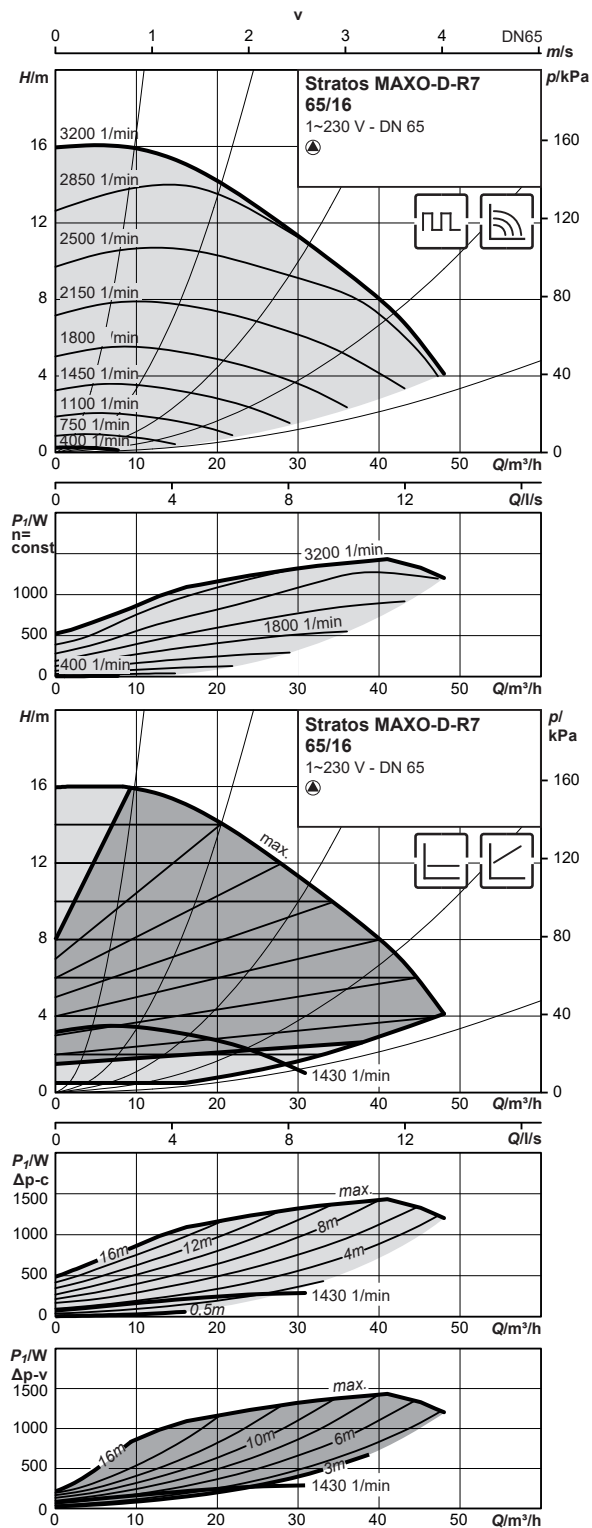 v
0 1 2 3 4 DN65
m/s
H/m p/kPa
Stratos MAXO-D-R7
65/16
1~230 V - DN 65
3200 1/min
16 160
2850 1/min
12 120
2500 1/min
2150 1/min
8 80
1800 /min
1450 1/min
4 40
1100 1/min
750 1/min
400 1/min
0 0
0 10 20 30 40 50 Q/m³/h
0 4 8 12 Q/l/s
P₁/W
n=
const
3200 1/min
1000
1800 1/min
500
400 1/min
0
0 10 20 30 40 50 Q/m³/h
H/m p/
kPa
Stratos MAXO-D-R7
65/16
1~230 V - DN 65
16 160
max.
12 120
8 80
4 40
1430 1/min
0 0
0 10 20 30 40 50 Q/m³/h
0 4 8 12 Q/l/s
P₁/W
Δp-c
max.
1500
16m 12m 8m
1000
4m
500
1430 1/min
0,5m
0
0 10 20 30 40 50 Q/m³/h
P₁/W
Δp-v
max.
1500
16m 10m 6m
1000
3m
500
1430 1/min
0
0 10 20 30 40 50 Q/m³/h